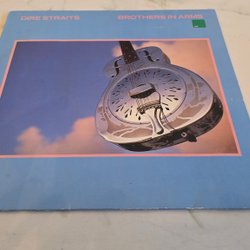 DIRE STRAITS
BROTHERS IN ARMS